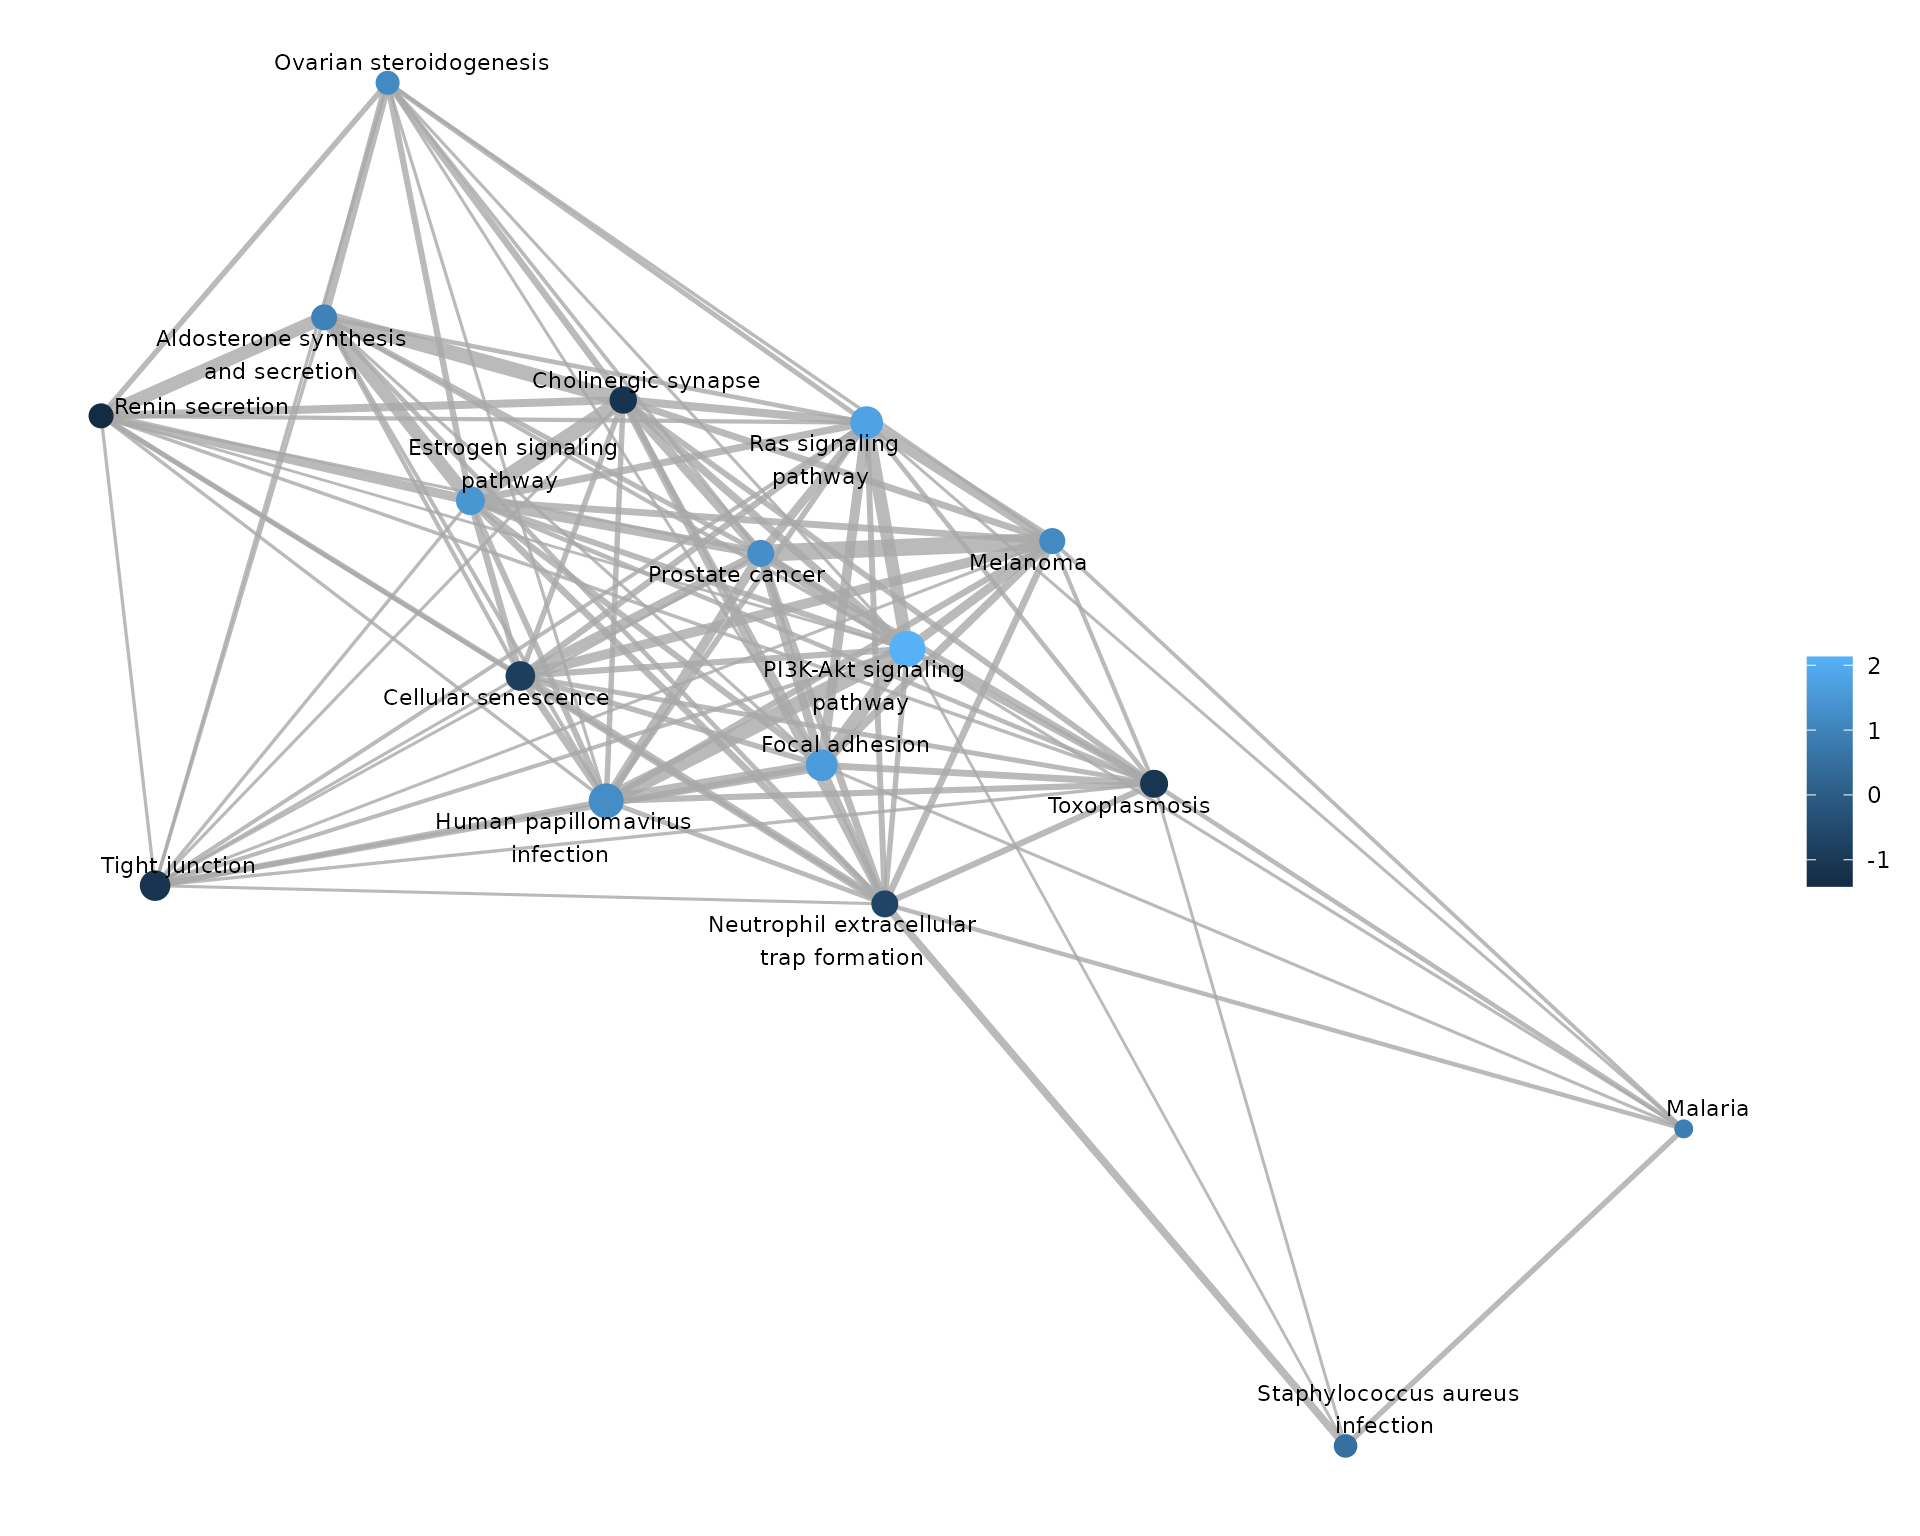 Ovarian steroidogenesis
Aldosterone synthesis
and secretion
Cholinergic synapse
Renin secretion
Estrogen signaling
pathway
Ras signaling
pathway
Melanoma
Prostate cancer
PI3K-Akt signaling
pathway
Cellular senescence
Focal adhesion
Toxoplasmosis
Human papillomavirus
infection
Tight junction
Neutrophil extracellular
trap formation
Malaria
Staphylococcus aureus
infection
2
1
0
-1